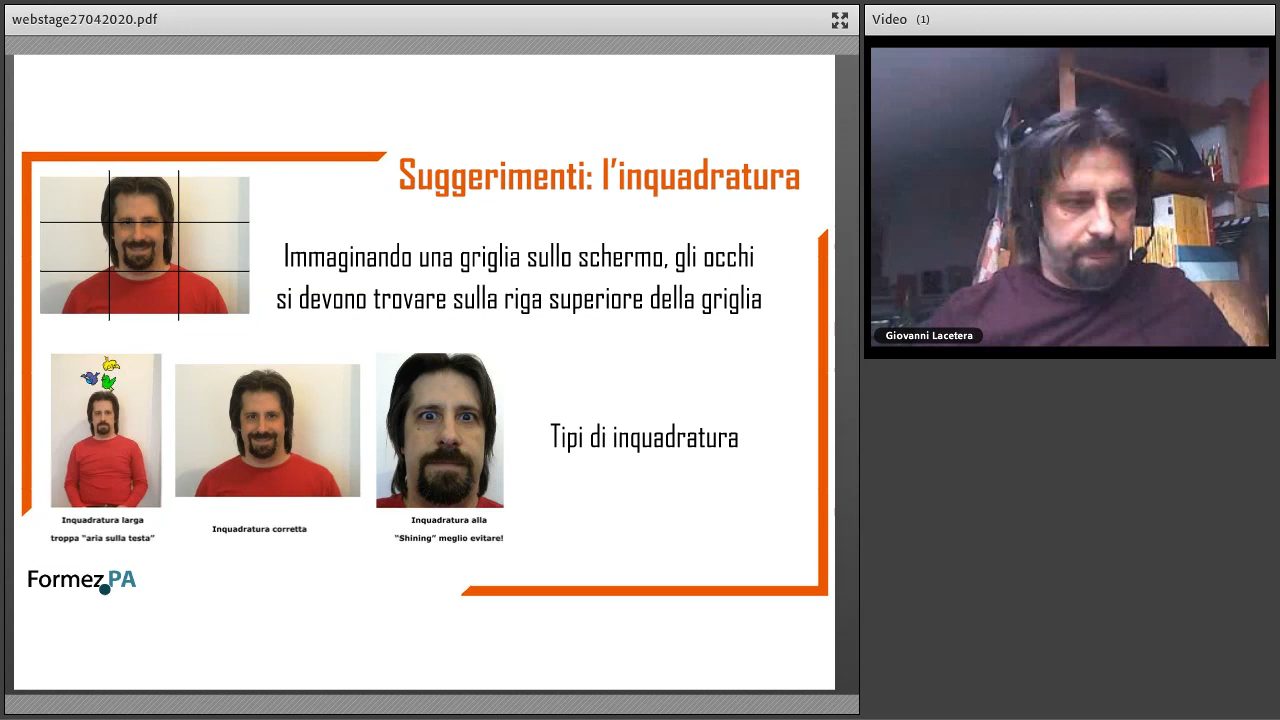 webstage27042020.pdf
Video (1)
Suggerimenti: l'inquadratura
Immaginando una griglia sullo schermo, gli occhi
si devono trovare sulla riga superiore della griglia
Tipi di inquadratura
Inquadratura larga
troppa “aria sulla testa”
Inquadratura corretta
Inquadratura alla
“Shining” meglio evitare!
Formez PA
Giovanni Lacetera